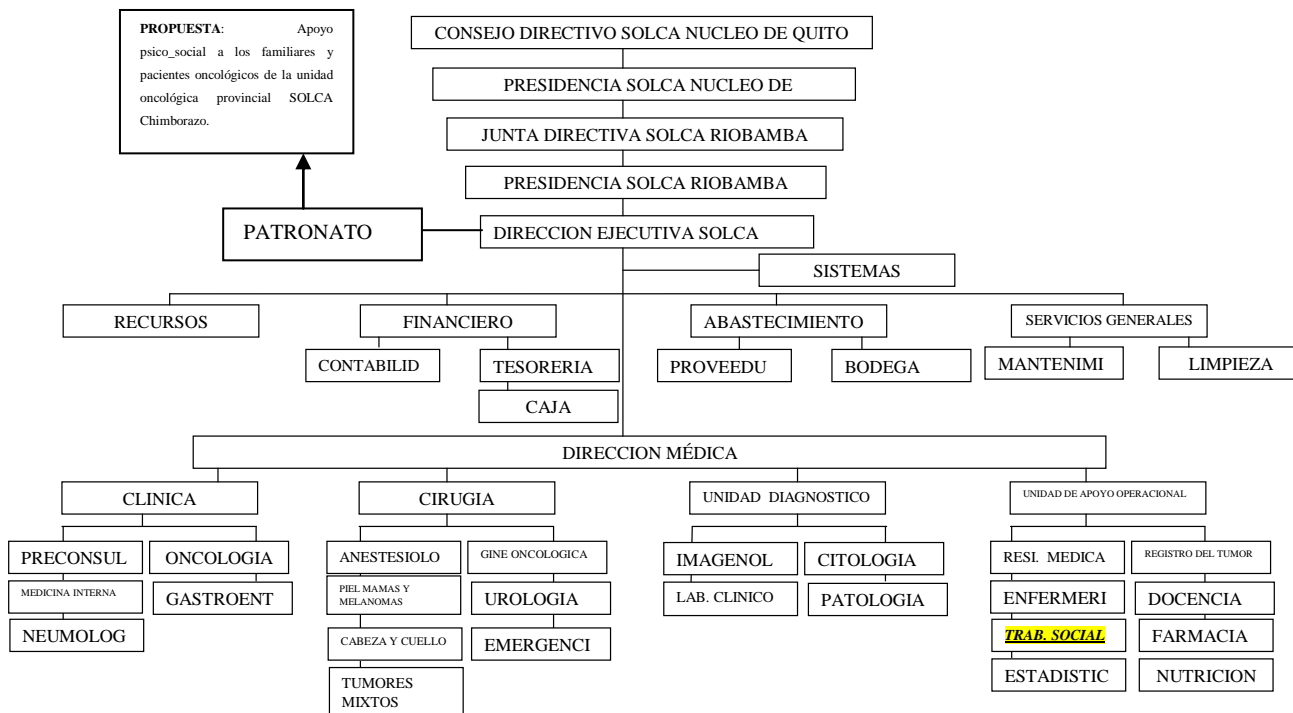 PROPUESTA: Apoyo
psico_social a los familiares y
pacientes oncológicos de la unidad
oncológica provincial SOLCA
Chimborazo.
CONSEJO DIRECTIVO SOLCA NUCLEO DE QUITO
PRESIDENCIA SOLCA NUCLEO DE
JUNTA DIRECTIVA SOLCA RIOBAMBA
PRESIDENCIA SOLCA RIOBAMBA
PATRONATO
DIRECCION EJECUTIVA SOLCA
SISTEMAS
RECURSOS
FINANCIERO
ABASTECIMIENTO
SERVICIOS GENERALES
CONTABILID
TESORERIA
PROVEEDU
BODEGA
MANTENIMI
LIMPIEZA
CAJA
DIRECCION MÉDICA
CLINICA
CIRUGIA
UNIDAD DIAGNOSTICO
UNIDAD DE APOYO OPERACIONAL
PRECONSUL
ONCOLOGIA
ANESTESIOLO
GINE ONCOLOGICA
IMAGENOL
CITOLOGIA
RESI. MEDICA
REGISTRO DEL TUMOR
MEDICINA INTERNA
GASTROENT
PIEL MAMAS Y
MELANOMAS
UROLOGIA
LAB. CLINICO
PATOLOGIA
ENFERMERI
DOCENCIA
NEUMOLOG
CABEZA Y CUELLO
EMERGENCI
TRAB. SOCIAL
FARMACIA
TUMORES
MIXTOS
ESTADISTIC
NUTRICION